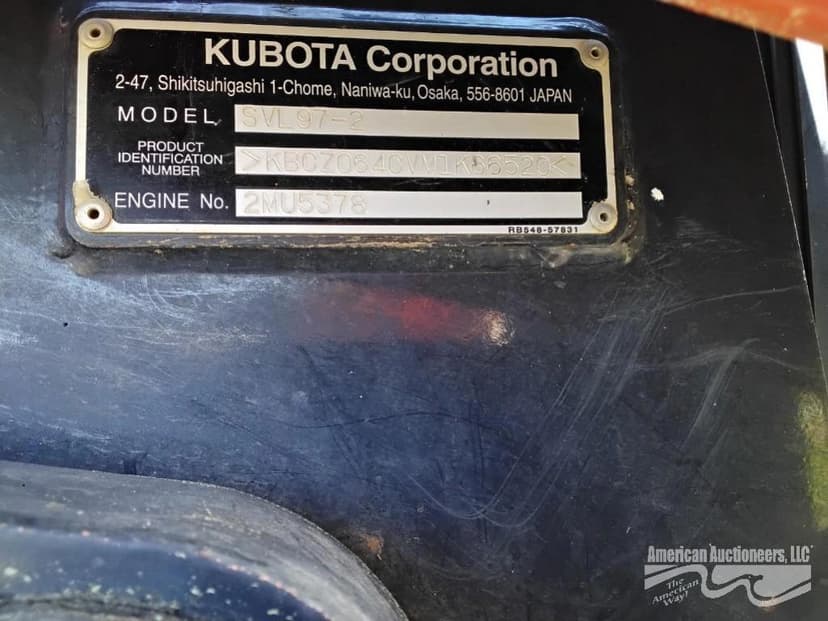 KUBOTA Corporation
2-47, Shikitsuhigashi 1-Chome, Naniwa-ku, Osaka, 556-8601 JAPAN
MODEL SVL97-2
PRODUCT
IDENTIFICATION
NUMBER
ENGINE No. 2MU5378
RB548-57831
American Auctioneers, LLC
The
American
Way!